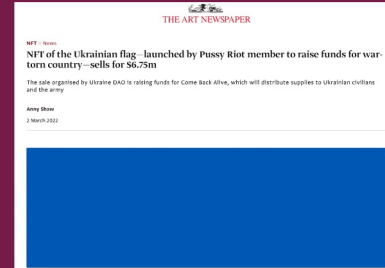 THE ART NEWSPAPER
NFT / News
NFT of the Ukrainian flag—launched by Pussy Riot member to raise funds for war-
torn country—sells for $6.75m
The sale organised by Ukraine DAO is raising funds for Come Back Alive, which will distribute supplies to Ukrainian civilians
and the army
Anny Shaw
2 March 2022